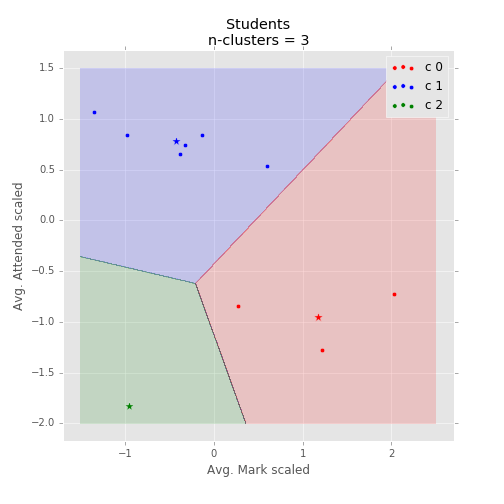 Students
n-clusters = 3
c 0
c 1
c 2
1.5
1.0
0.5
0.0
−0.5
−1.0
−1.5
−2.0
Avg. Attended scaled
−1
0
1
2
Avg. Mark scaled